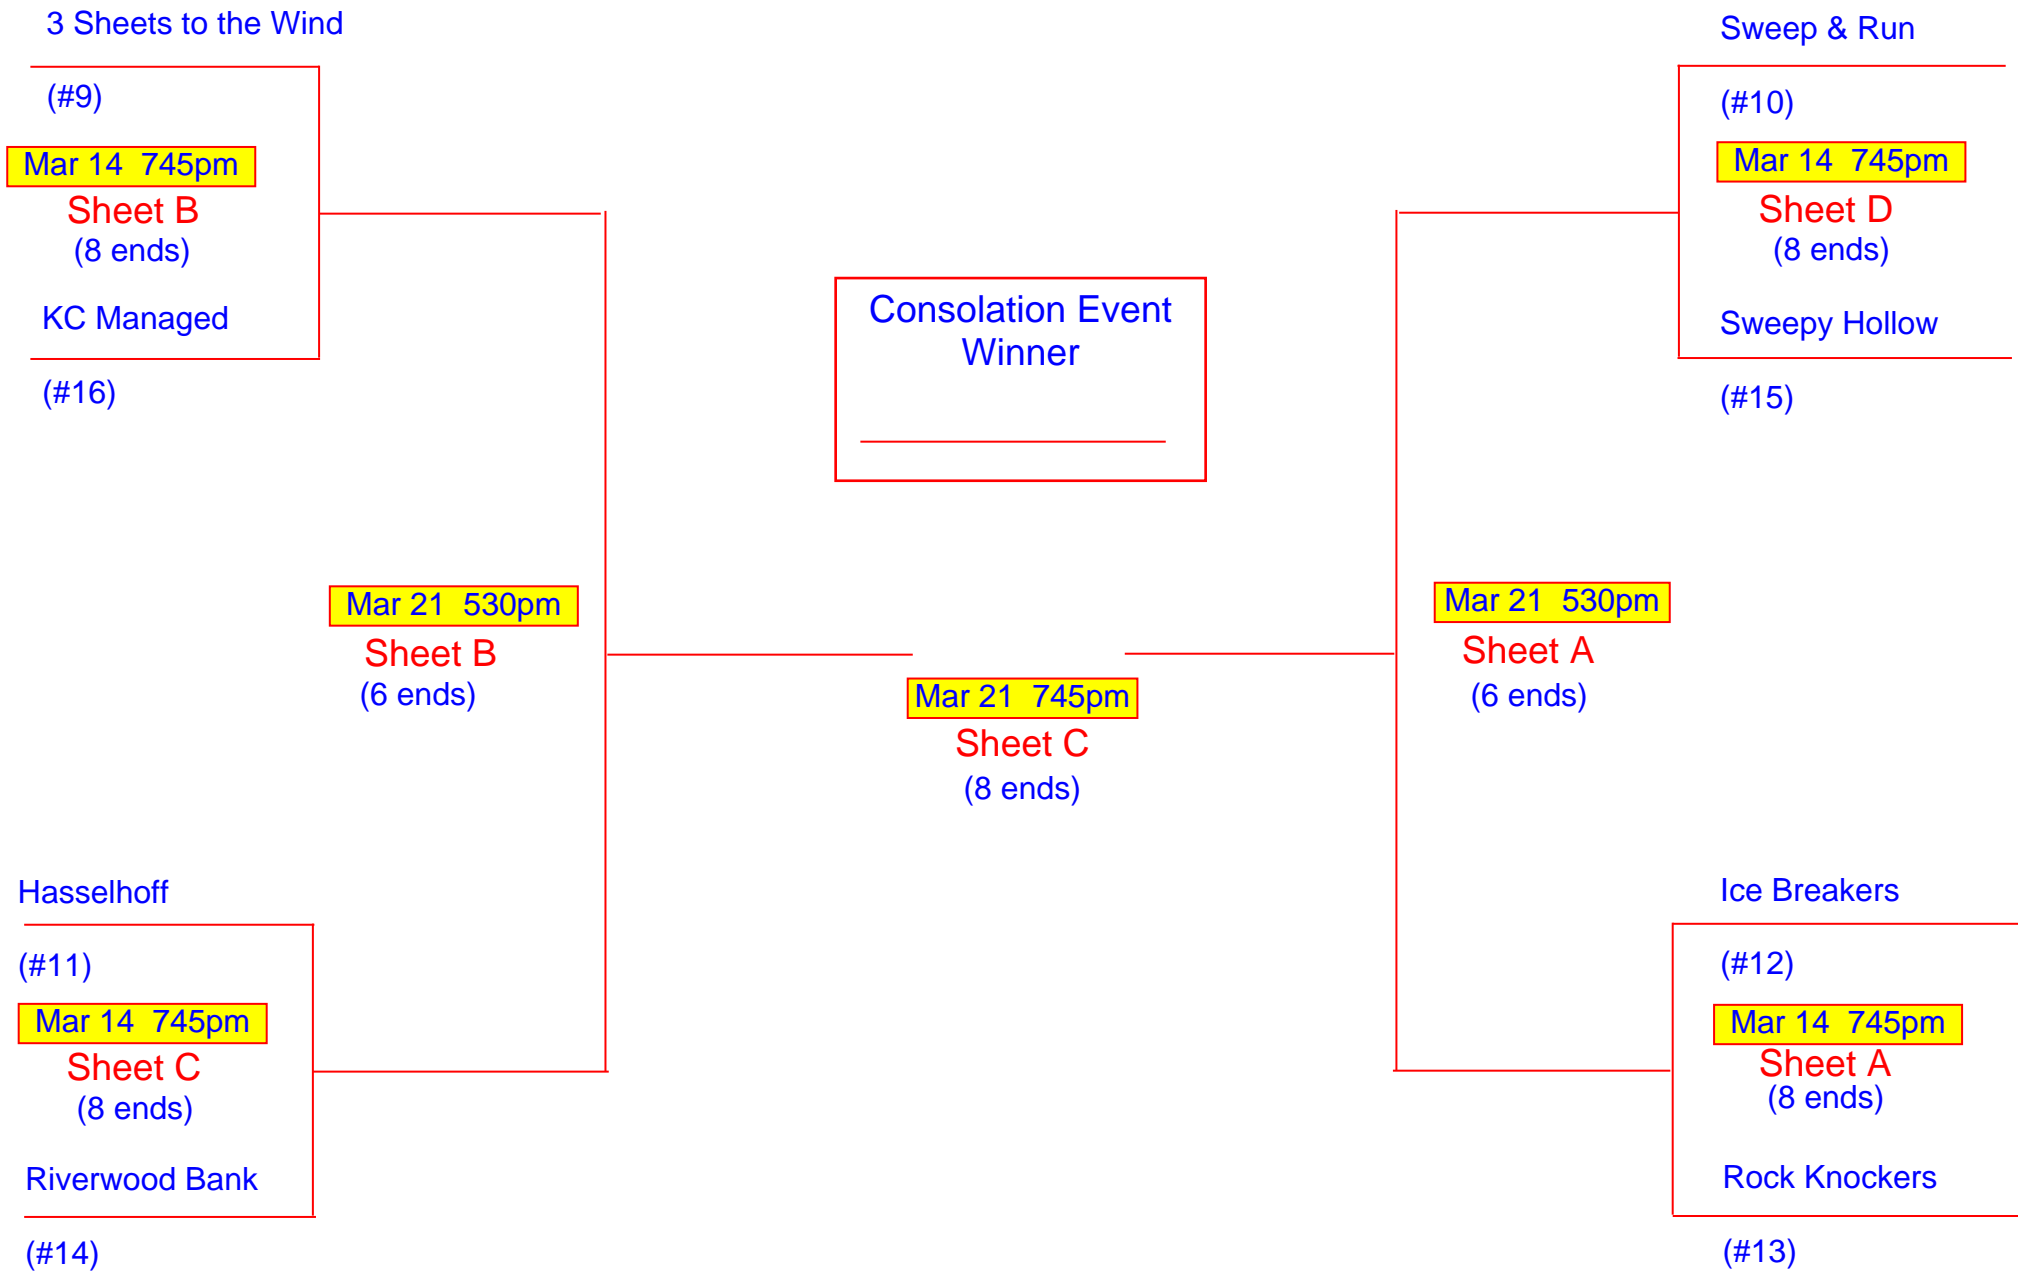 3 Sheets to the Wind
(#9)
Mar 14  745pm
Sheet B
(8 ends)
KC Managed
(#16)
Sweep & Run
(#10)
Mar 14  745pm
Sheet D
(8 ends)
Sweepy Hollow
(#15)
Consolation Event
Winner
Mar 21  530pm
Sheet B
(6 ends)
Mar 21  745pm
Sheet C
(8 ends)
Mar 21  530pm
Sheet A
(6 ends)
Hasselhoff
(#11)
Mar 14  745pm
Sheet C
(8 ends)
Riverwood Bank
(#14)
Ice Breakers
(#12)
Mar 14  745pm
Sheet A
(8 ends)
Rock Knockers
(#13)